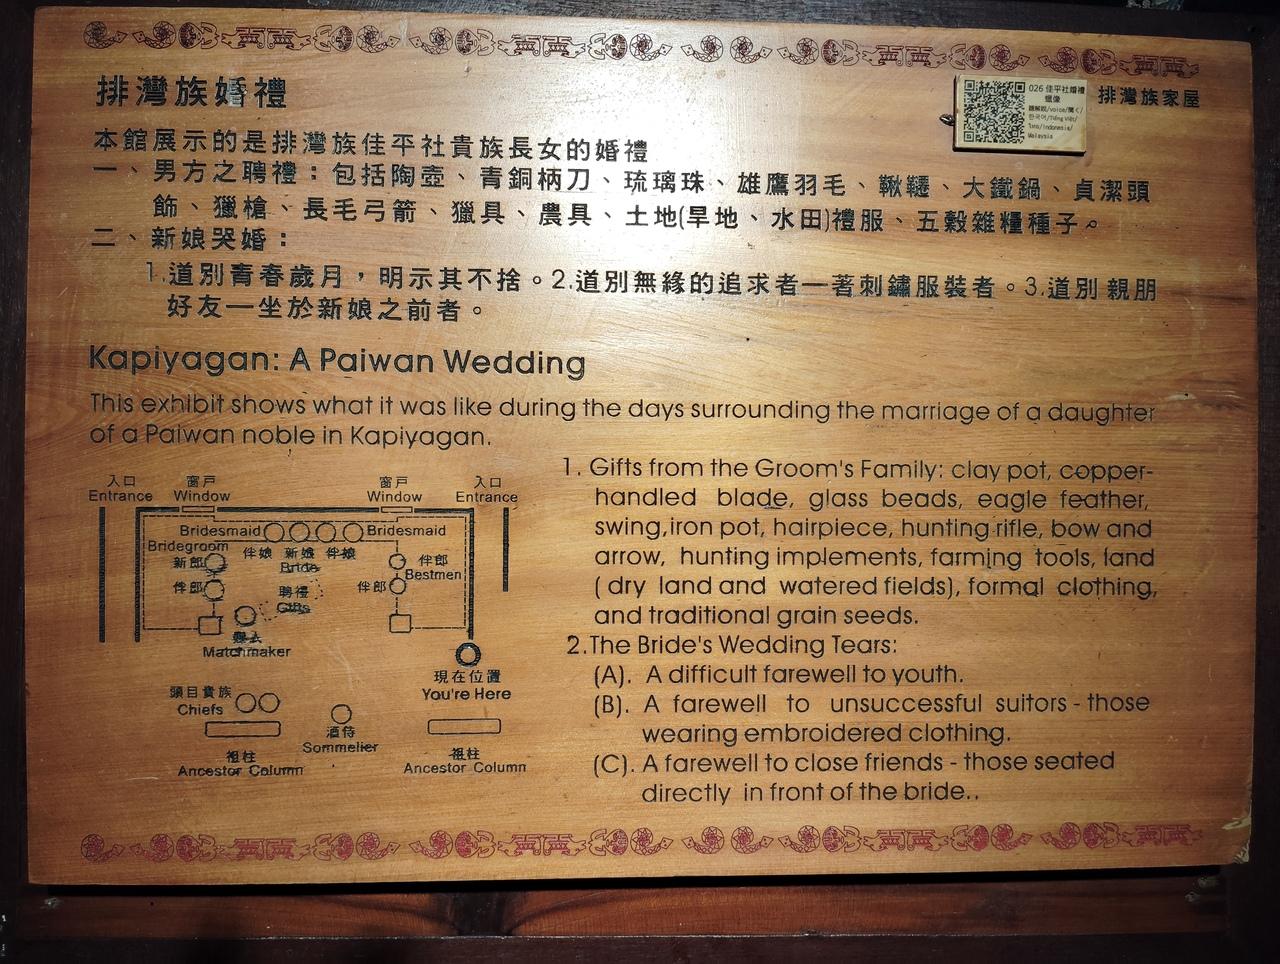 排灣族婚禮
026 佳平社婚禮
蠟像
排灣族家屋
本館展示的是排灣族佳平社貴族長女的婚禮
一、男方之聘禮：包括陶壺、青銅柄刀、琉璃珠、雄鷹羽毛、鞦韆、大鐵鍋、貞潔頭
飾、獵槍、長毛弓箭、獵具、農具、土地(旱地、水田)禮服、五穀雜糧種子。
二、新娘哭婚：
1.道別青春歲月，明示其不捨。2.道別無緣的追求者—著刺鏽服裝者。3.道別 親朋
好友—坐於新娘之前者。
Kapiyagan: A Paiwan Wedding
This exhibit shows what it was like during the days surrounding the marriage of a daughter
of a Paiwan noble in Kapiyagan.
入口 窗戶 窗戶 入口
Entrance Window Window Entrance
Bridesmaid Bridesmaid
Bridegroom 伴娘 新娘 伴娘
新郎 Bride 伴郎
Bestmen
伴郎 聘禮 伴郎
Gifts
Matchmaker
現在位置
You're Here
頭目貴族
Chiefs
酒侍
Sommelier
祖柱 祖柱
Ancestor Column Ancestor Column
1. Gifts from the Groom's Family: clay pot, copper-
handled blade, glass beads, eagle feather,
swing,iron pot, hairpiece, hunting rifle, bow and
arrow, hunting implements, farming tools, land
( dry land and watered fields), formal clothing,
and traditional grain seeds.
2.The Bride's Wedding Tears:
(A). A difficult farewell to youth.
(B). A farewell to unsuccessful suitors - those
wearing embroidered clothing.
(C). A farewell to close friends - those seated
directly in front of the bride..